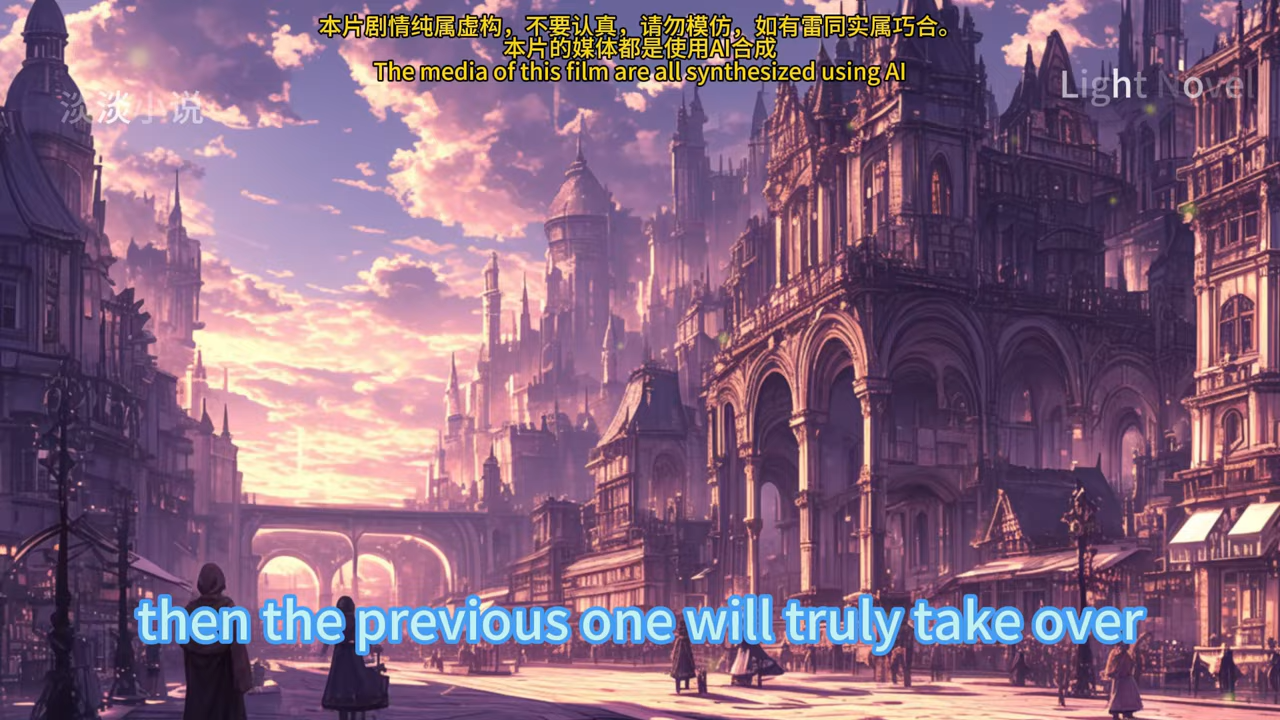 本片剧情纯属虚构，不要认真，请勿模仿，如有雷同实属巧合。
本片的媒体都是使用AI合成
The media of this film are all synthesized using AI
Light Novel
淡淡小说
then the previous one will truly take over